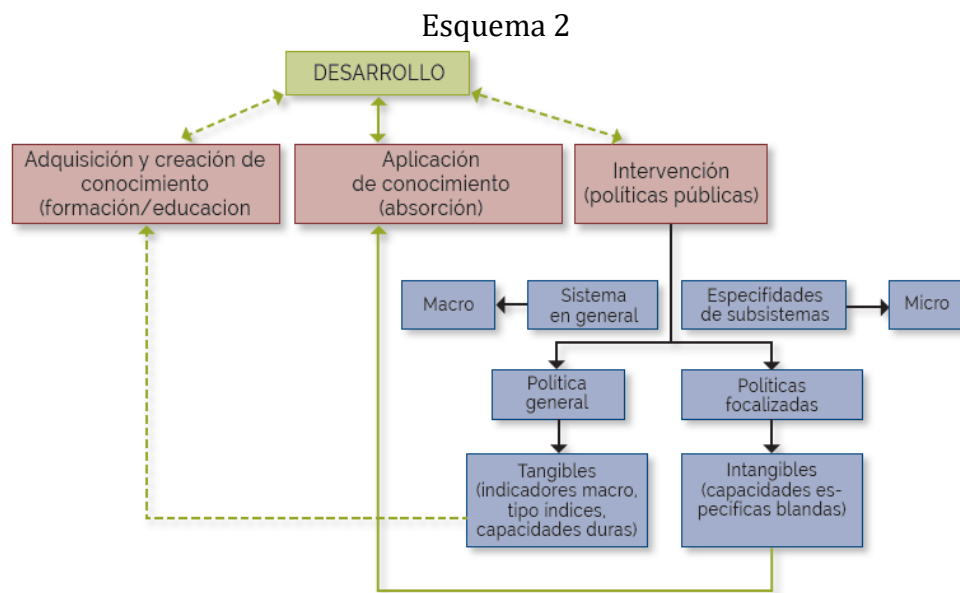 Esquema 2
DESARROLLO
Adquisición y creación de
conocimiento
(formación/educacion
Aplicación
de conocimiento
(absorción)
Intervención
(políticas públicas)
Macro
Sistema
en general
Especifidades
de subsistemas
Micro
Política
general
Políticas
focalizadas
Tangibles
(indicadores macro,
tipo índices,
capacidades duras)
Intangibles
(capacidades es-
pecíficas blandas)